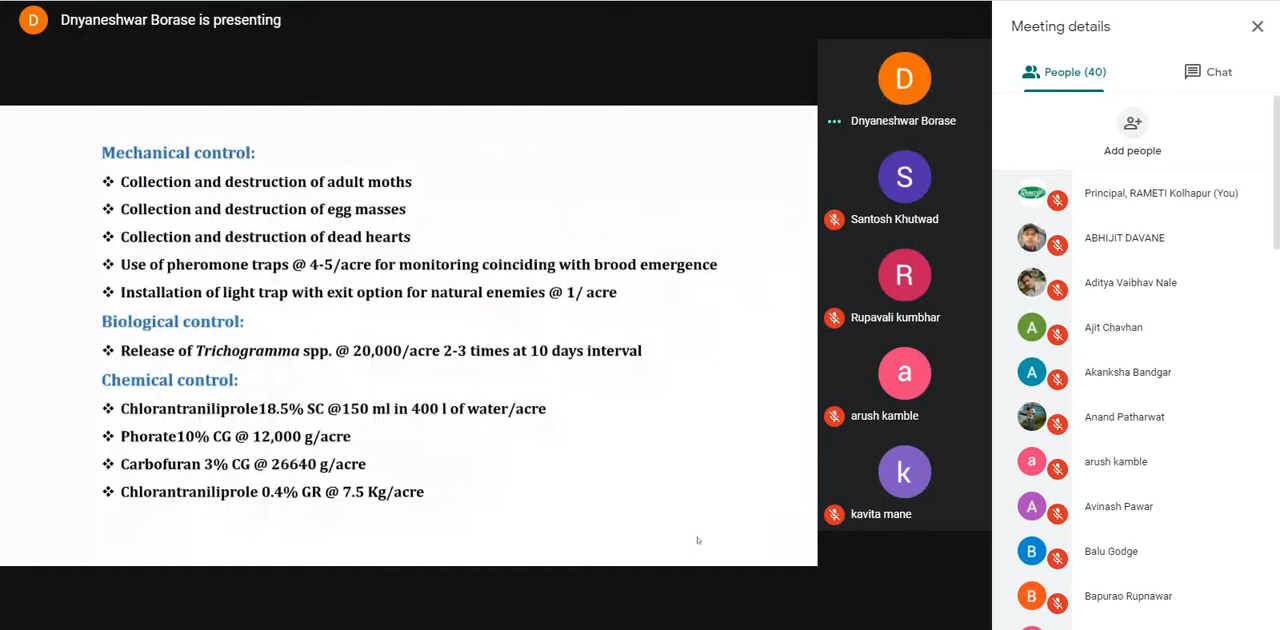 D Dnyaneshwar Borase is presenting
Mechanical control:
❖ Collection and destruction of adult moths
❖ Collection and destruction of egg masses
❖ Collection and destruction of dead hearts
❖ Use of pheromone traps @ 4-5/acre for monitoring coinciding with brood emergence
❖ Installation of light trap with exit option for natural enemies @ 1/ acre
Biological control:
❖ Release of Trichogramma spp. @ 20,000/acre 2-3 times at 10 days interval
Chemical control:
❖ Chlorantraniliprole18.5% SC @150 ml in 400 l of water/acre
❖ Phorate10% CG @ 12,000 g/acre
❖ Carbofuran 3% CG @ 26640 g/acre
❖ Chlorantraniliprole 0.4% GR @ 7.5 Kg/acre
D
Dnyaneshwar Borase
S
Santosh Khutwad
R
Rupavali kumbhar
a
arush kamble
k
kavita mane
Meeting details
People (40) Chat
Add people
Principal, RAMETI Kolhapur (You)
ABHIJIT DAVANE
Aditya Vaibhav Nale
A Ajit Chavhan
A Akanksha Bandgar
Anand Patharwat
a arush kamble
A Avinash Pawar
B Balu Godge
B Bapurao Rupnawar